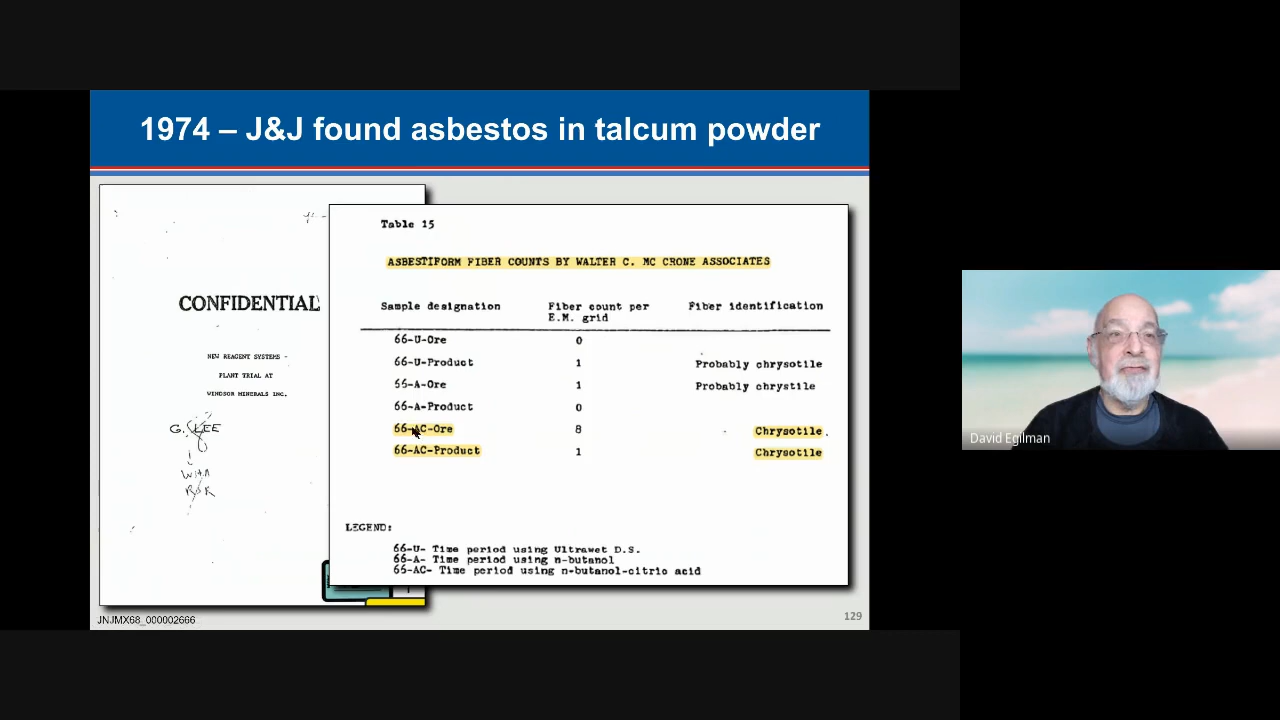 1974 – J&J found asbestos in talcum powder
CONFIDENTIAL
NEW REAGENT SYSTEMS -
PLANT TRIAL AT
WINDSOR MINERALS INC.
G. LEE
Table 15
ASBESTIFORM FIBER COUNTS BY WALTER C. MC CRONE ASSOCIATES
Sample designation Fiber count per E.M. grid Fiber identification
66-U-Ore 0
66-U-Product 1 Probably chrysotile
66-A-Ore 1 Probably chrystile
66-A-Product 0
66-AC-Ore 8 Chrysotile
66-AC-Product 1 Chrysotile
LEGEND:
66-U- Time period using Ultrawet D.S.
66-A- Time period using n-butanol
66-AC- Time period using n-butanol-citric acid
JNJMX68_000002666
129
David Egilman